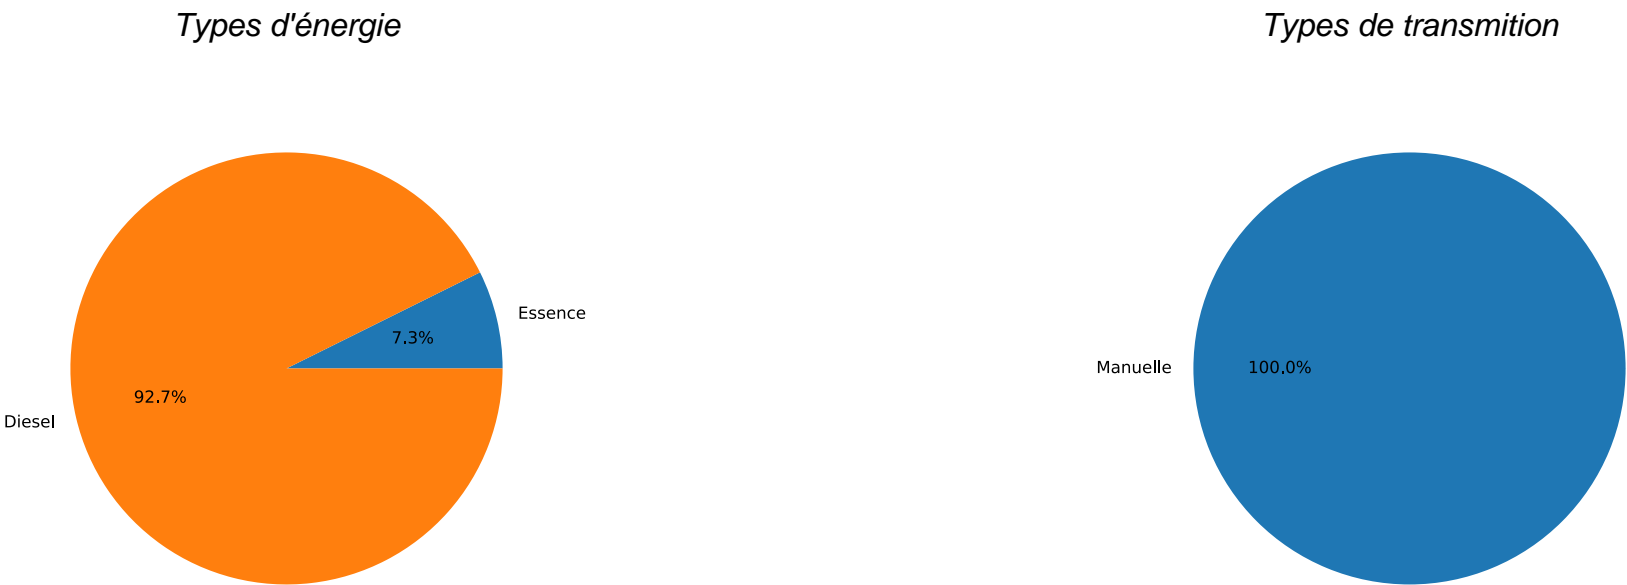 Types d'énergie
Types de transmition
Essence
7.3%
92.7%
Diesel
Manuelle
100.0%